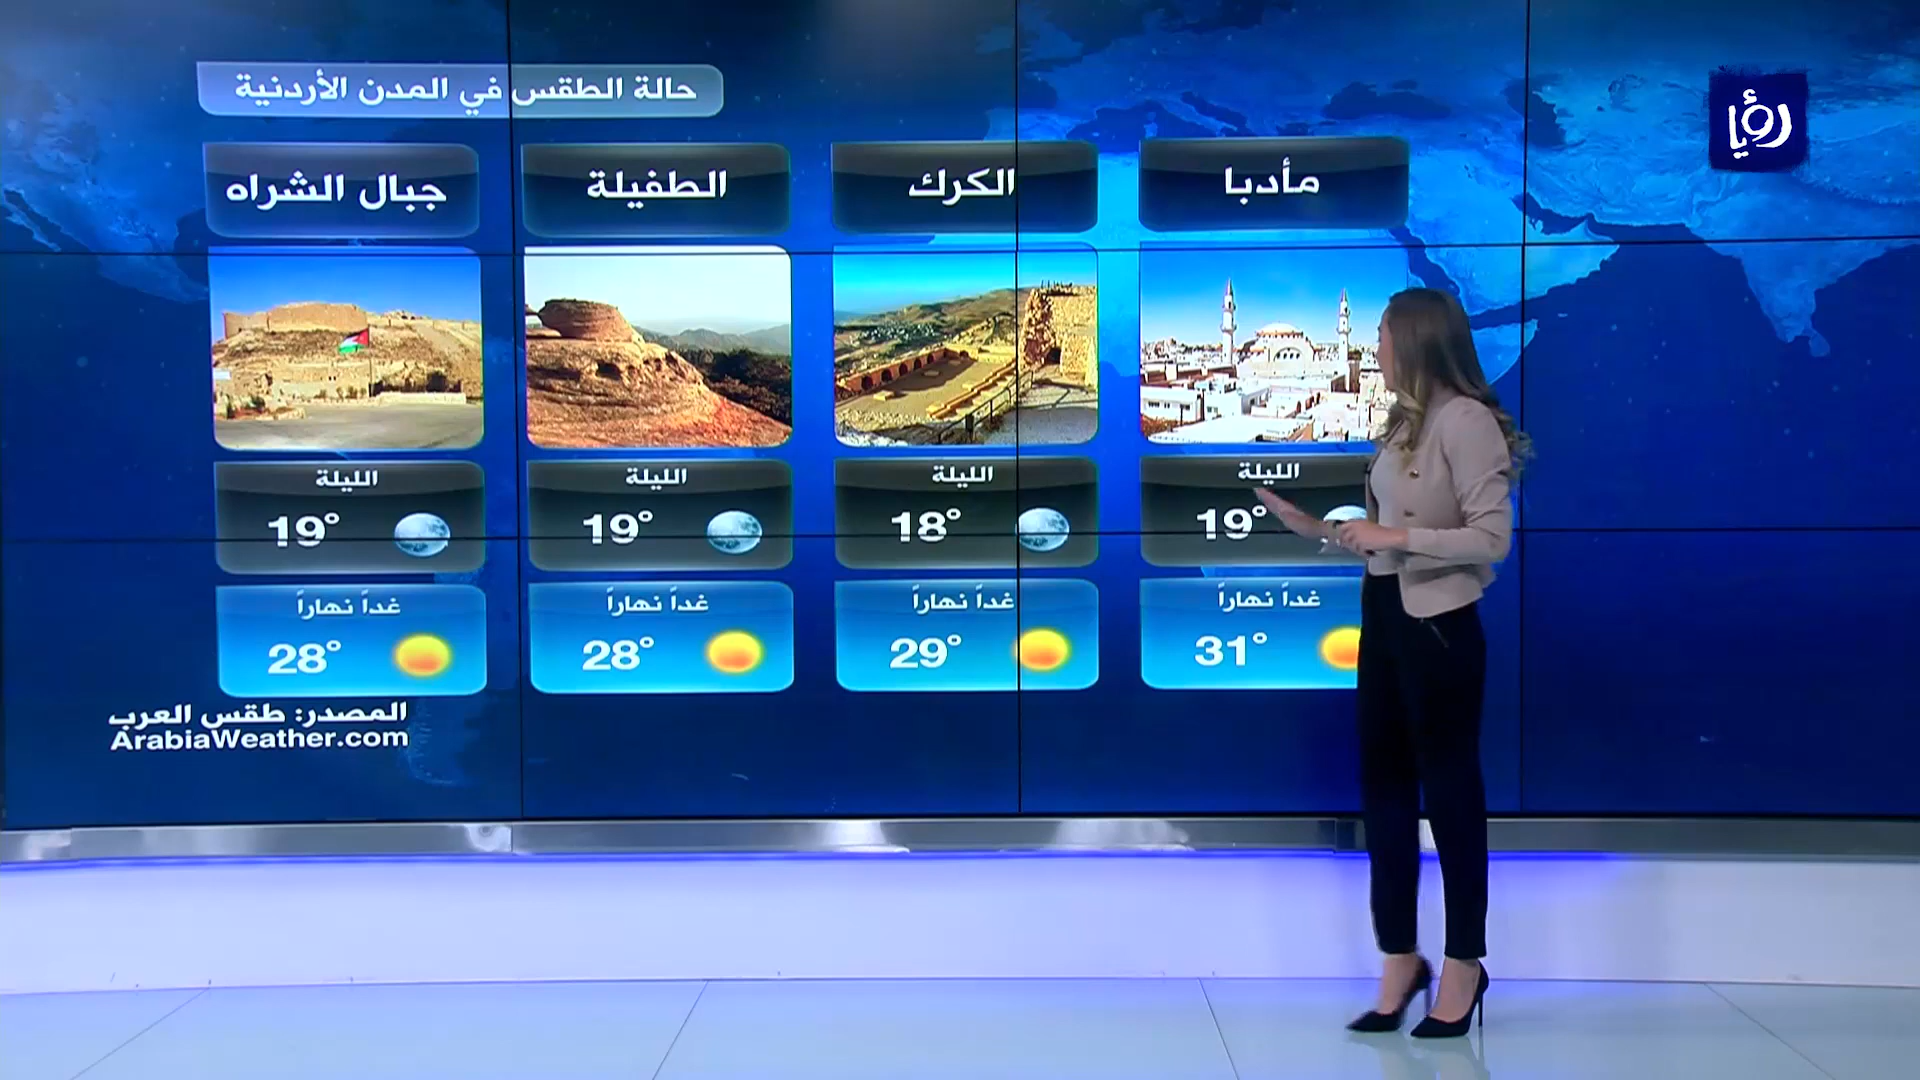 حالة الطقس في المدن الأردنية
رؤيا
مأدبا
الكرك
الطفيلة
جبال الشراه
الليلة
19°
الليلة
18°
الليلة
19°
الليلة
19°
غداً نهاراً
31°
غداً نهاراً
29°
غداً نهاراً
28°
غداً نهاراً
28°
المصدر: طقس العرب
ArabiaWeather.com